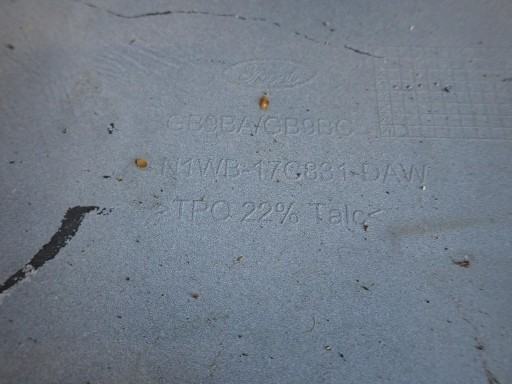 Ford
GB9BA/GB9BC
N1WB-17C831-DAW
>TPO 22% Talc<